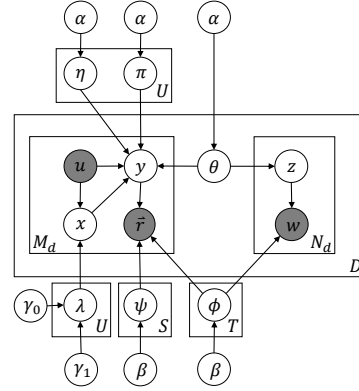 α α α
η π U
u y θ z
M_d x r⃗ w N_d
D
γ₀ λ U ψ S ϕ T
γ₁ β β